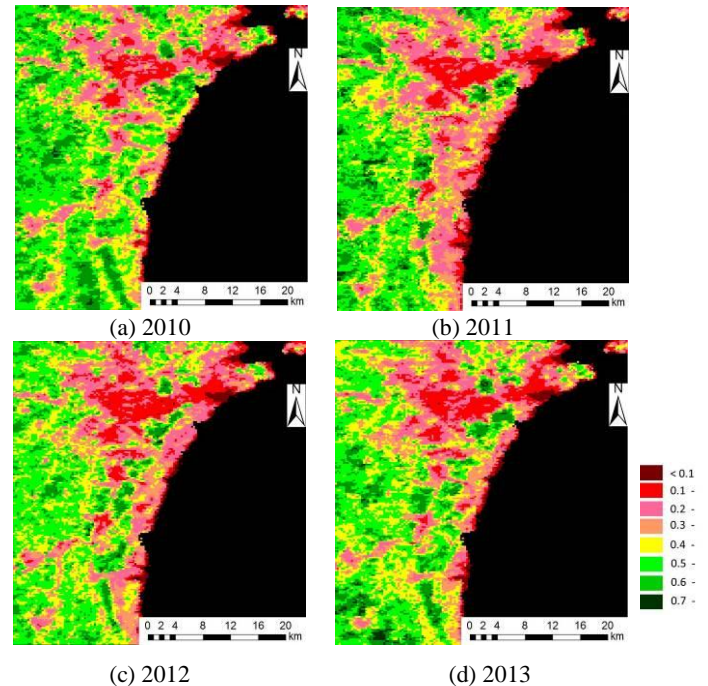 N
0 2 4 8 12 16 20
km
(a) 2010
N
0 2 4 8 12 16 20
km
(b) 2011
N
0 2 4 8 12 16 20
km
(c) 2012
N
0 2 4 8 12 16 20
km
(d) 2013
< 0.1
0.1 -
0.2 -
0.3 -
0.4 -
0.5 -
0.6 -
0.7 -